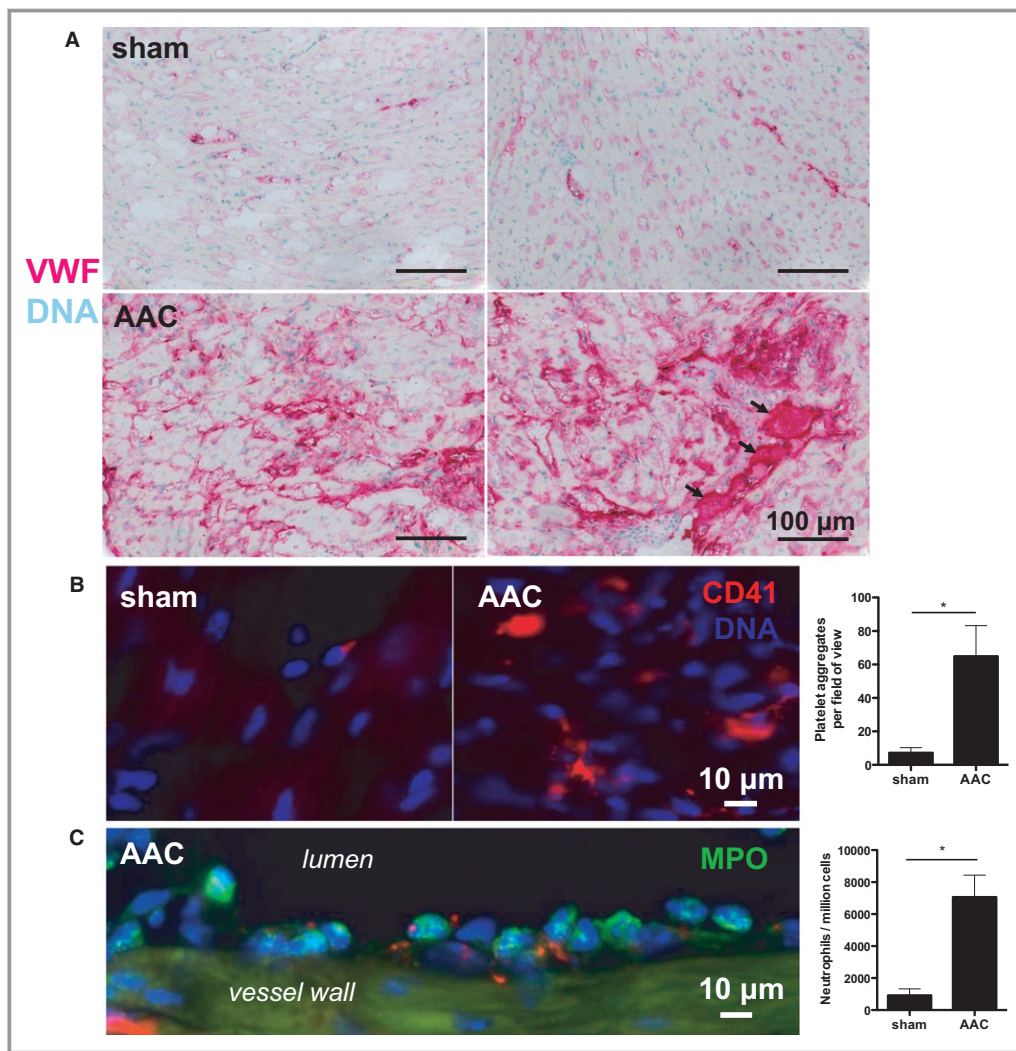 A
sham
VWF
DNA
AAC
100 µm
B
sham
AAC
CD41
DNA
10 µm
Platelet aggregates
per field of view
100
80
60
40
20
0
*
sham
AAC
C
AAC
lumen
MPO
vessel wall
10 µm
Neutrophils / million cells
10000
8000
6000
4000
2000
0
*
sham
AAC